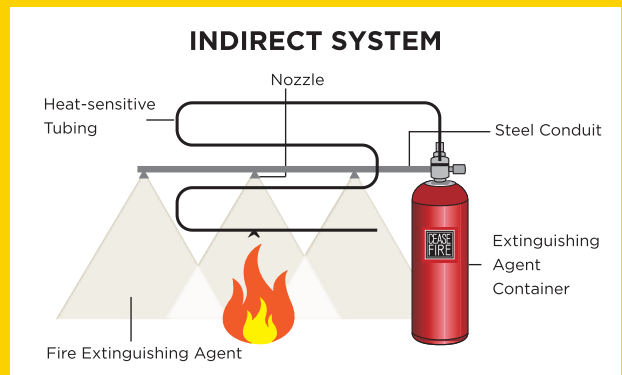 INDIRECT SYSTEM
Nozzle
Heat-sensitive
Tubing
Steel Conduit
CEASE
FIRE
Extinguishing
Agent
Container
Fire Extinguishing Agent